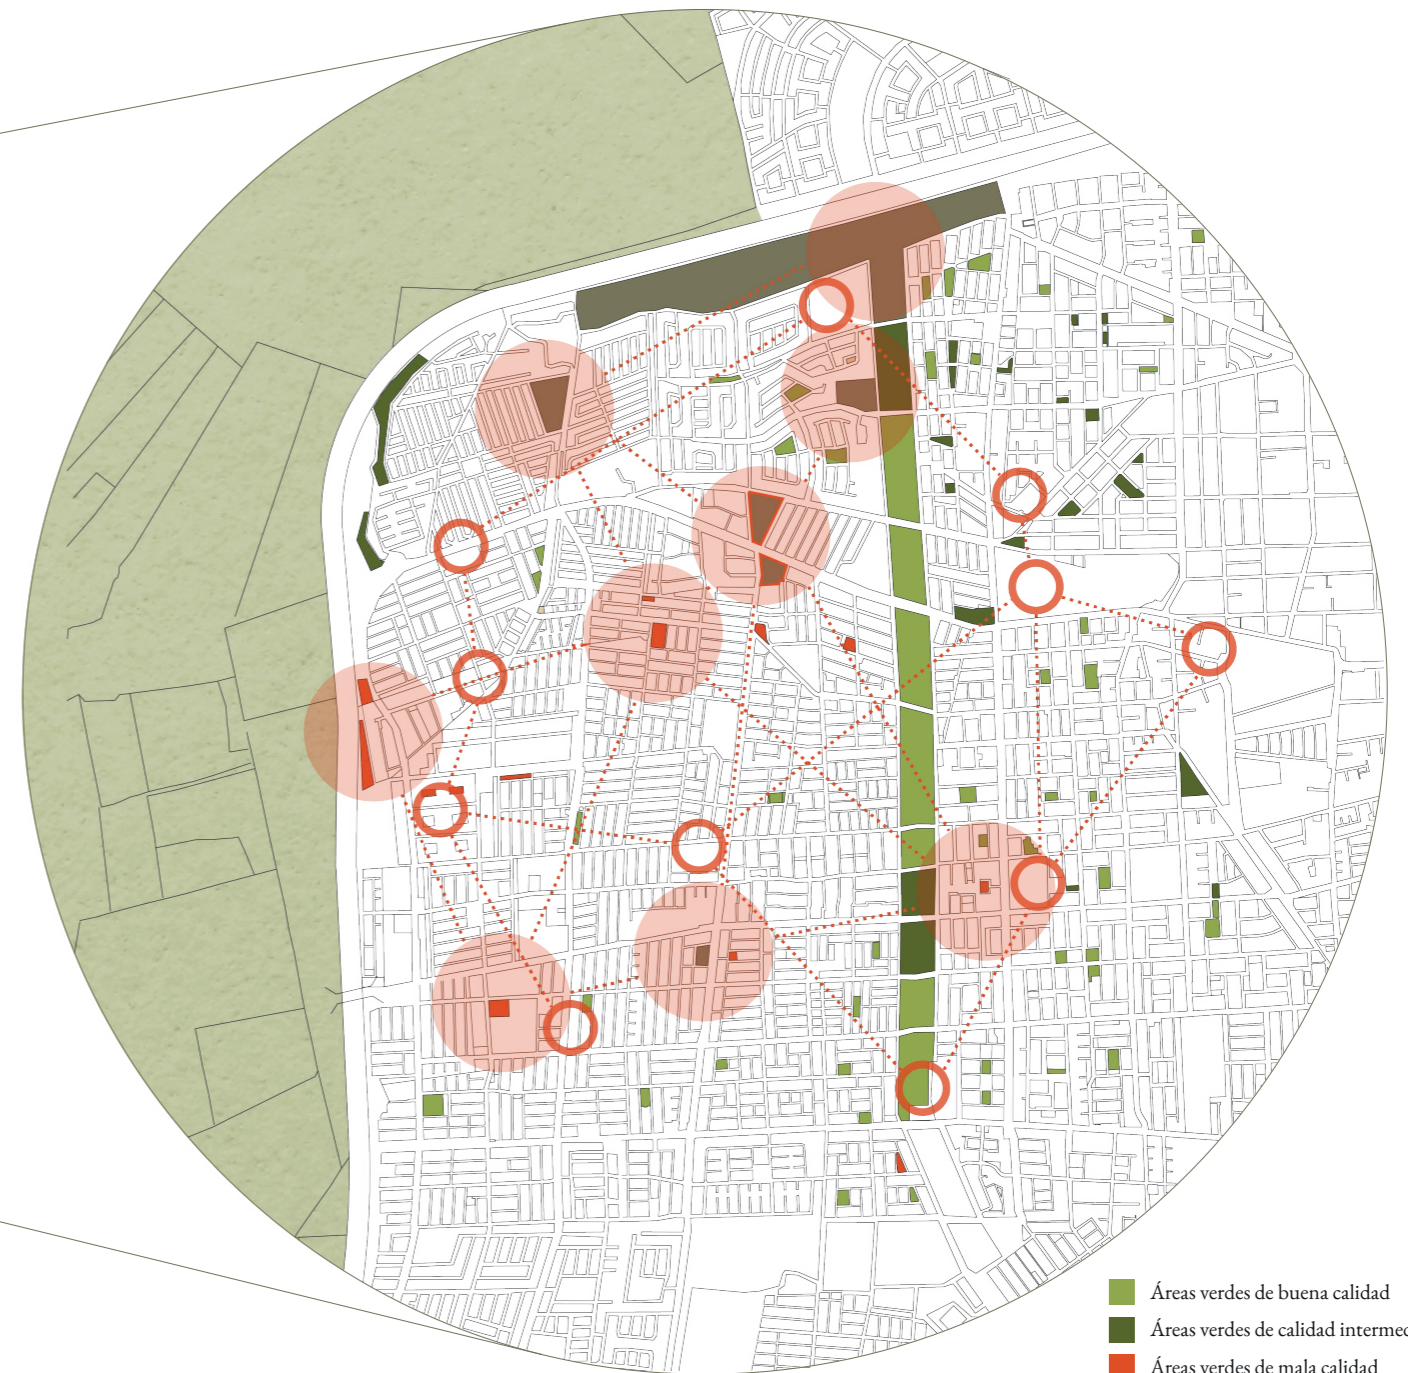 Áreas verdes de buena calidad
Áreas verdes de calidad intermed
Áreas verdes de mala calidad